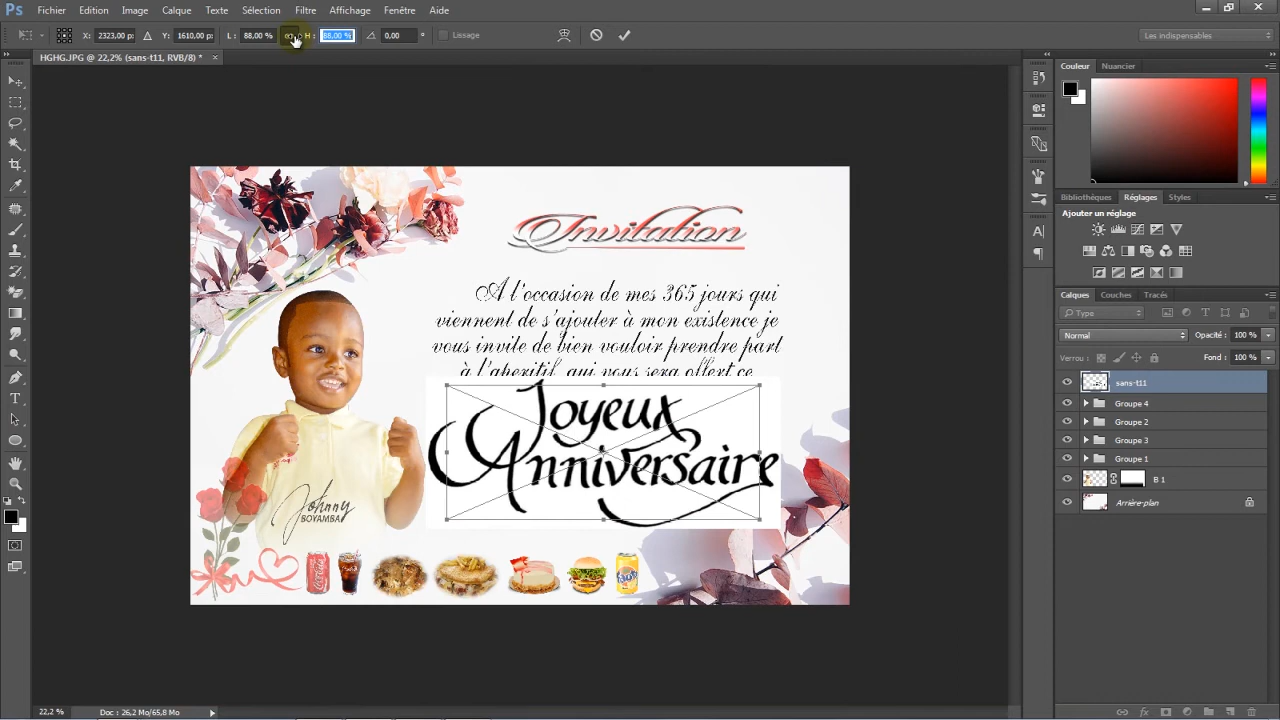 Ps Fichier Edition Image Calque Texte Sélection Filtre Affichage Fenêtre Aide
X: 2323,00 p: Y: 1610,00 p: L: 88,00 % H: 88,00 % 0,00 ° Lissage Les indispensables
HGHG.JPG @ 22,2% (sans-t11, RVB/8) * ×
Couleur Nuancier
Bibliothèques Réglages Styles
Ajouter un réglage
Calques Couches Tracés
Type
Normal Opacité : 100 %
Verrou : Fond : 100 %
sans-t11
Groupe 4
Groupe 2
Groupe 3
Groupe 1
B 1
Arrière-plan
Invitation
A l'occasion de mes 365 jours qui
viennent de s'ajouter à mon existence je
vous invite de bien vouloir prendre part
à l'aperitif qui vous sera offert ce
Joyeux
Anniversaire
Johnny
BOYAMBA
22,2 % Doc : 26,2 Mo/65,8 Mo